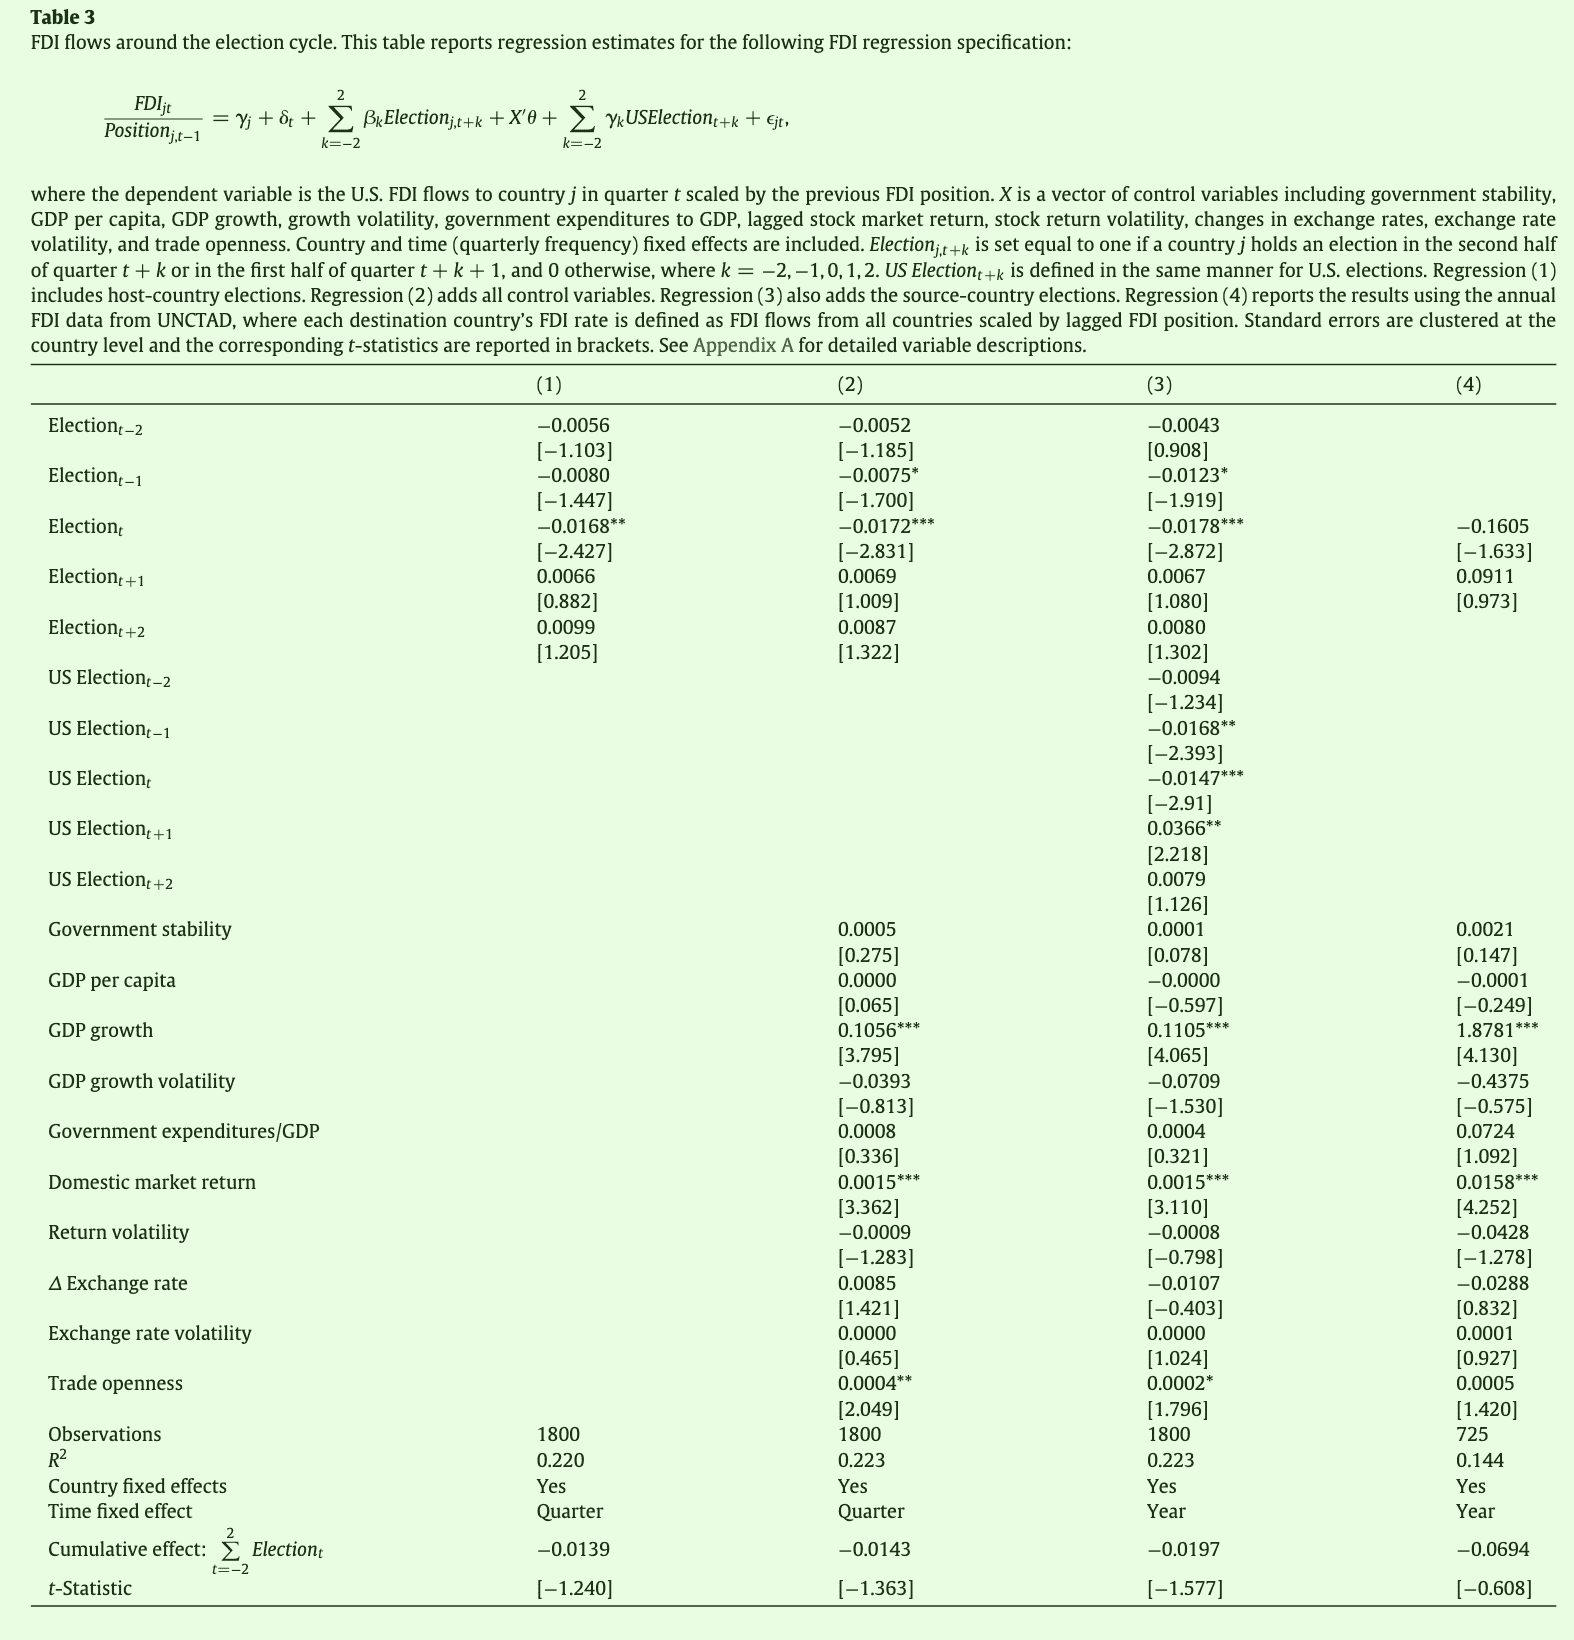 Table 3
FDI flows around the election cycle. This table reports regression estimates for the following FDI regression specification:
FDI_{jt} / Position_{j,t−1} = γ_j + δ_t + ∑_{k=−2}^{2} β_k Election_{j,t+k} + X′θ + ∑_{k=−2}^{2} γ_k USElection_{t+k} + ϵ_{jt},
where the dependent variable is the U.S. FDI flows to country j in quarter t scaled by the previous FDI position. X is a vector of control variables including government stability,
GDP per capita, GDP growth, growth volatility, government expenditures to GDP, lagged stock market return, stock return volatility, changes in exchange rates, exchange rate
volatility, and trade openness. Country and time (quarterly frequency) fixed effects are included. Election_{j,t+k} is set equal to one if a country j holds an election in the second half
of quarter t + k or in the first half of quarter t + k + 1, and 0 otherwise, where k = −2, −1, 0, 1, 2. US Election_{t+k} is defined in the same manner for U.S. elections. Regression (1)
includes host-country elections. Regression (2) adds all control variables. Regression (3) also adds the source-country elections. Regression (4) reports the results using the annual
FDI data from UNCTAD, where each destination country's FDI rate is defined as FDI flows from all countries scaled by lagged FDI position. Standard errors are clustered at the
country level and the corresponding t-statistics are reported in brackets. See Appendix A for detailed variable descriptions.
(1) (2) (3) (4)
Election_{t−2} −0.0056 −0.0052 −0.0043
[−1.103] [−1.185] [0.908]
Election_{t−1} −0.0080 −0.0075* −0.0123*
[−1.447] [−1.700] [−1.919]
Election_t −0.0168** −0.0172*** −0.0178*** −0.1605
[−2.427] [−2.831] [−2.872] [−1.633]
Election_{t+1} 0.0066 0.0069 0.0067 0.0911
[0.882] [1.009] [1.080] [0.973]
Election_{t+2} 0.0099 0.0087 0.0080
[1.205] [1.322] [1.302]
US Election_{t−2} −0.0094
[−1.234]
US Election_{t−1} −0.0168**
[−2.393]
US Election_t −0.0147***
[−2.91]
US Election_{t+1} 0.0366**
[2.218]
US Election_{t+2} 0.0079
[1.126]
Government stability 0.0005 0.0001 0.0021
[0.275] [0.078] [0.147]
GDP per capita 0.0000 −0.0000 −0.0001
[0.065] [−0.597] [−0.249]
GDP growth 0.1056*** 0.1105*** 1.8781***
[3.795] [4.065] [4.130]
GDP growth volatility −0.0393 −0.0709 −0.4375
[−0.813] [−1.530] [−0.575]
Government expenditures/GDP 0.0008 0.0004 0.0724
[0.336] [0.321] [1.092]
Domestic market return 0.0015*** 0.0015*** 0.0158***
[3.362] [3.110] [4.252]
Return volatility −0.0009 −0.0008 −0.0428
[−1.283] [−0.798] [−1.278]
Δ Exchange rate 0.0085 −0.0107 −0.0288
[1.421] [−0.403] [0.832]
Exchange rate volatility 0.0000 0.0000 0.0001
[0.465] [1.024] [0.927]
Trade openness 0.0004** 0.0002* 0.0005
[2.049] [1.796] [1.420]
Observations 1800 1800 1800 725
R² 0.220 0.223 0.223 0.144
Country fixed effects Yes Yes Yes Yes
Time fixed effect Quarter Quarter Year Year
Cumulative effect: ∑_{t=−2}^{2} Election_t −0.0139 −0.0143 −0.0197 −0.0694
t-Statistic [−1.240] [−1.363] [−1.577] [−0.608]